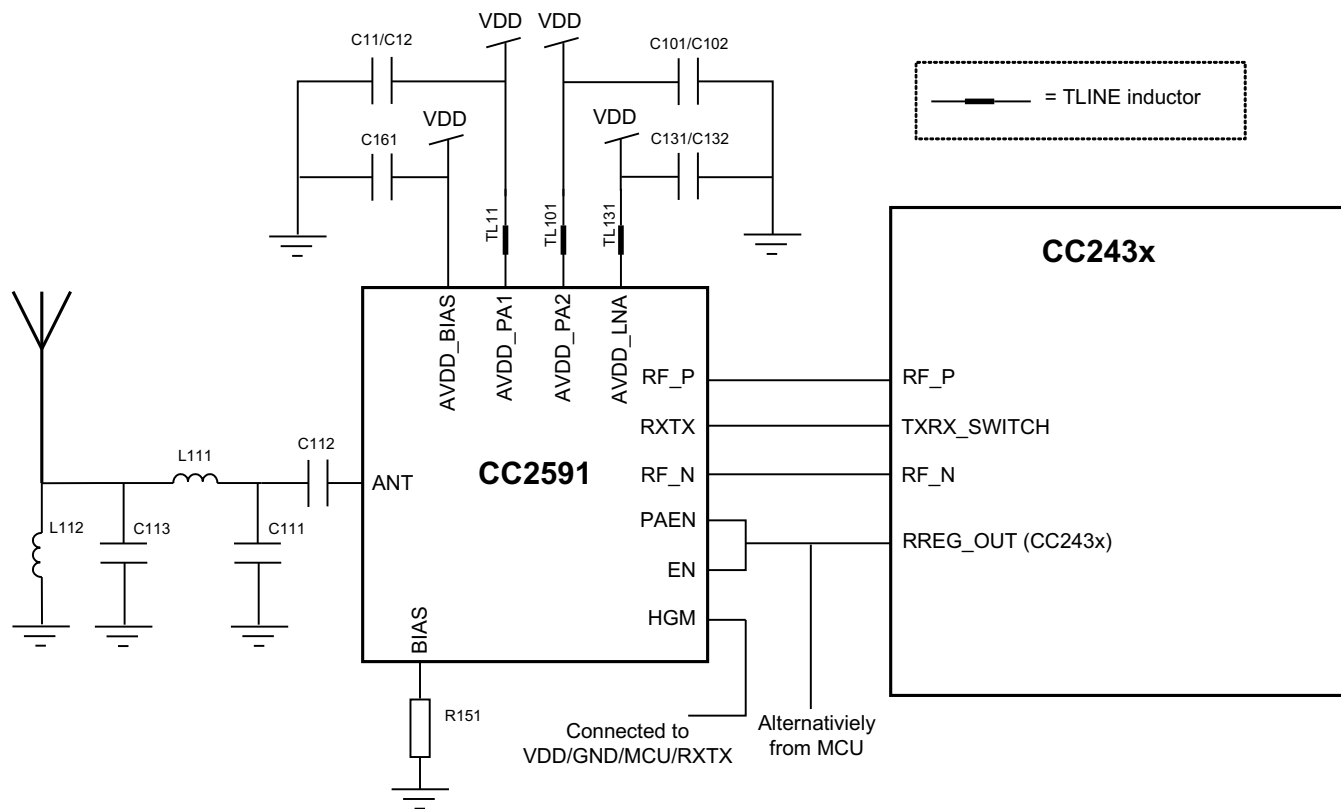 VDD
VDD
C11/C12
C101/C102
= TLINE inductor
VDD
VDD
C161
C131/C132
TL11
TL101
TL131
CC243x
AVDD_BIAS
AVDD_PA1
AVDD_PA2
AVDD_LNA
RF_P
RF_P
RXTX
TXRX_SWITCH
C112
L111
ANT
CC2591
RF_N
RF_N
L112
C113
C111
PAEN
RREG_OUT (CC243x)
EN
BIAS
HGM
R151
Connected to
VDD/GND/MCU/RXTX
Alternativiely
from MCU